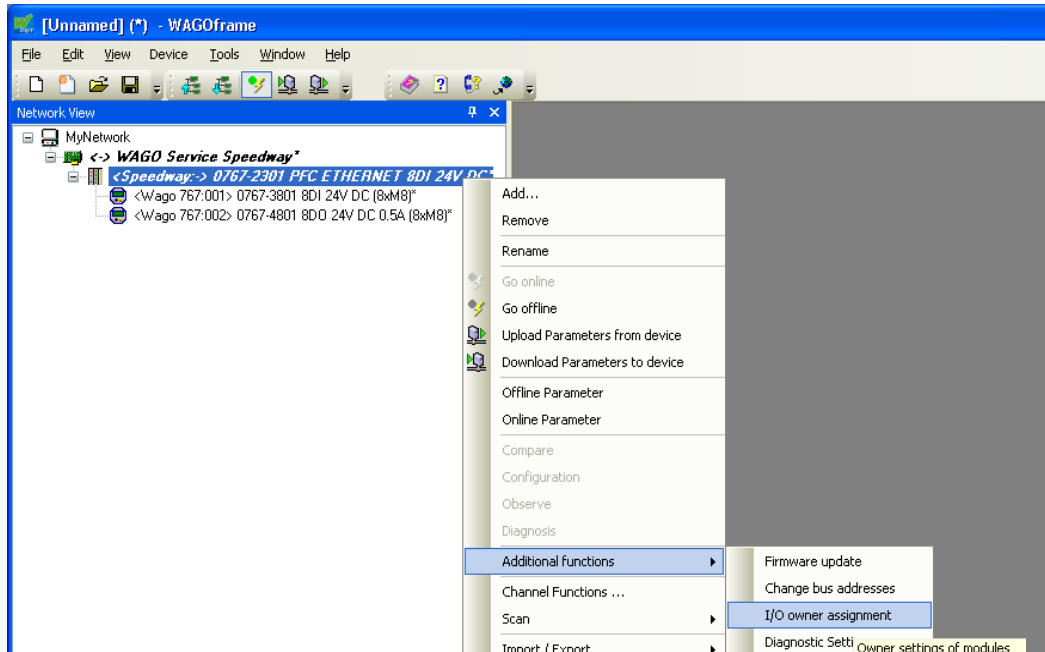 [Unnamed] (*) - WAGOframe
File Edit View Device Tools Window Help
Network View
MyNetwork
<-> WAGO Service Speedway*
<Speedway:-> 0767-2301 PFC ETHERNET 8DI 24V DC*
<Wago 767:001> 0767-3801 8DI 24V DC (8xM8)*
<Wago 767:002> 0767-4801 8DO 24V DC 0.5A (8xM8)*
Add...
Remove
Rename
Go online
Go offline
Upload Parameters from device
Download Parameters to device
Offline Parameter
Online Parameter
Compare
Configuration
Observe
Diagnosis
Additional functions
Channel Functions ...
Scan
Import / Export
Firmware update
Change bus addresses
I/O owner assignment
Diagnostic Setti
Owner settings of modules